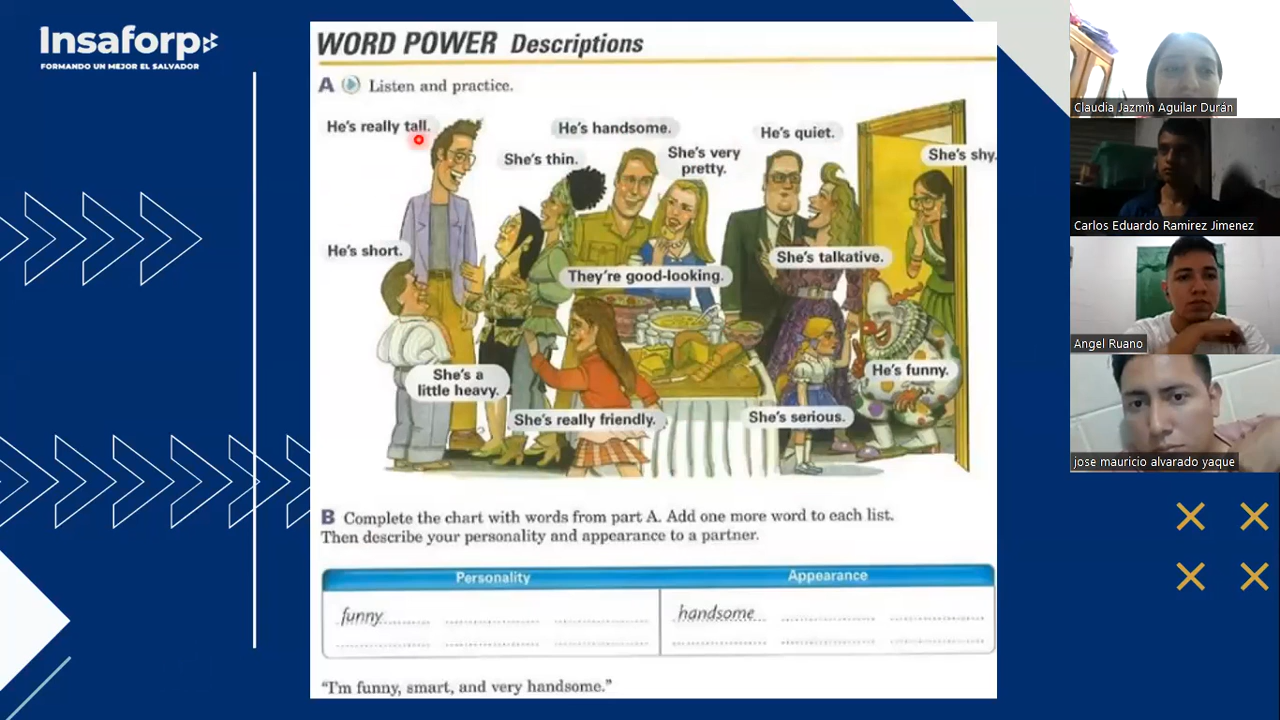 Insaforp
FORMANDO UN MEJOR EL SALVADOR
WORD POWER Descriptions
A Listen and practice.
He's really tall.
He's handsome.
He's quiet.
She's thin.
She's very
pretty.
She's shy.
He's short.
They're good-looking.
She's talkative.
She's a
little heavy.
He's funny.
She's really friendly.
She's serious.
B Complete the chart with words from part A. Add one more word to each list.
Then describe your personality and appearance to a partner.
Personality
Appearance
funny
handsome
"I'm funny, smart, and very handsome."
Claudia Jazmin Aguilar Durán
Carlos Eduardo Ramirez Jimenez
Angel Ruano
jose mauricio alvarado yaque